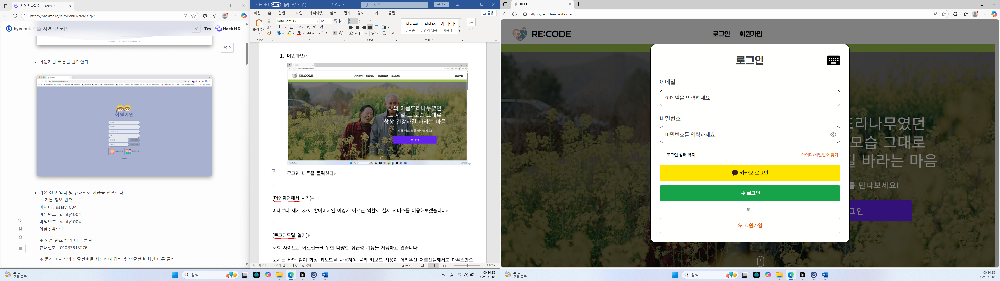 시연 시나리오 - HackMD
https://hackmd.io/@hyeonuk/rJ2M3-qxK
hyeonuk / 시연 시나리오
Try HackMD
0
회원가입 버튼을 클릭한다.
회원가입
기본 정보 입력 및 휴대전화 인증을 진행한다.
→ 기본 정보 입력
아이디 : ssafy1004
비밀번호 : ssafy1004
비밀번호 : ssafy1004
이름 : 박주호
→ 인증 번호 받기 버튼 클릭
휴대전화 : 01037613275
→ 문자 메시지의 인증번호를 확인하여 입력 후 인증번호 확인 버튼 클릭
자동 저장 시연... 검색 로그인
파일 홈 삽입 디자인 레이아웃 참조 편지 검토 보기 도움말 공유
붙여넣기
Noto Sans KR 12
가나다AaE 가나다AaE 가나다.
표준 간격 없음 제목 1
편집
클립보드 글꼴 단락 스타일
1. 메인화면
RE:CODE
기록하기 회원정보 회상캘린더 로그아웃 김준수님
나의 아름드리나무였던
그 시절 그 모습 그대로
항상 건강하길 바라는 마음
지금 리:코드를 만나보세요!
로그인
- 로그인 버튼을 클릭한다
(메인화면에서 시작)
이제부터 제가 82세 할아버지인 이영자 어르신 역할로 실제 서비스를 이용해보겠습니다
(로그인모달 열기)
저희 사이트는 어르신들을 위한 다양한 접근성 기능을 제공하고 있습니다
보시는 바와 같이 화상 키보드를 사용하여 물리 키보드 사용이 어려우신 어르신들께서도 마우스만으
1/5 페이지 680개 단어 한국어 포커스 110%
RE:CODE
https://recode-my-life.site
RE:CODE
로그인 회원가입
로그인
이메일
이메일을 입력하세요
비밀번호
비밀번호를 입력하세요
로그인 상태 유지
아이디/비밀번호 찾기
카카오 로그인
→ 로그인
또는
회원가입
드리나무였던
모습 그대로
길 바라는 마음
를 만나보세요!
그인
26°C
구름 조금
검색
A
00:30:35
2025-08-18
26°C
구름 조금
검색
00:30:35
2025-08-18